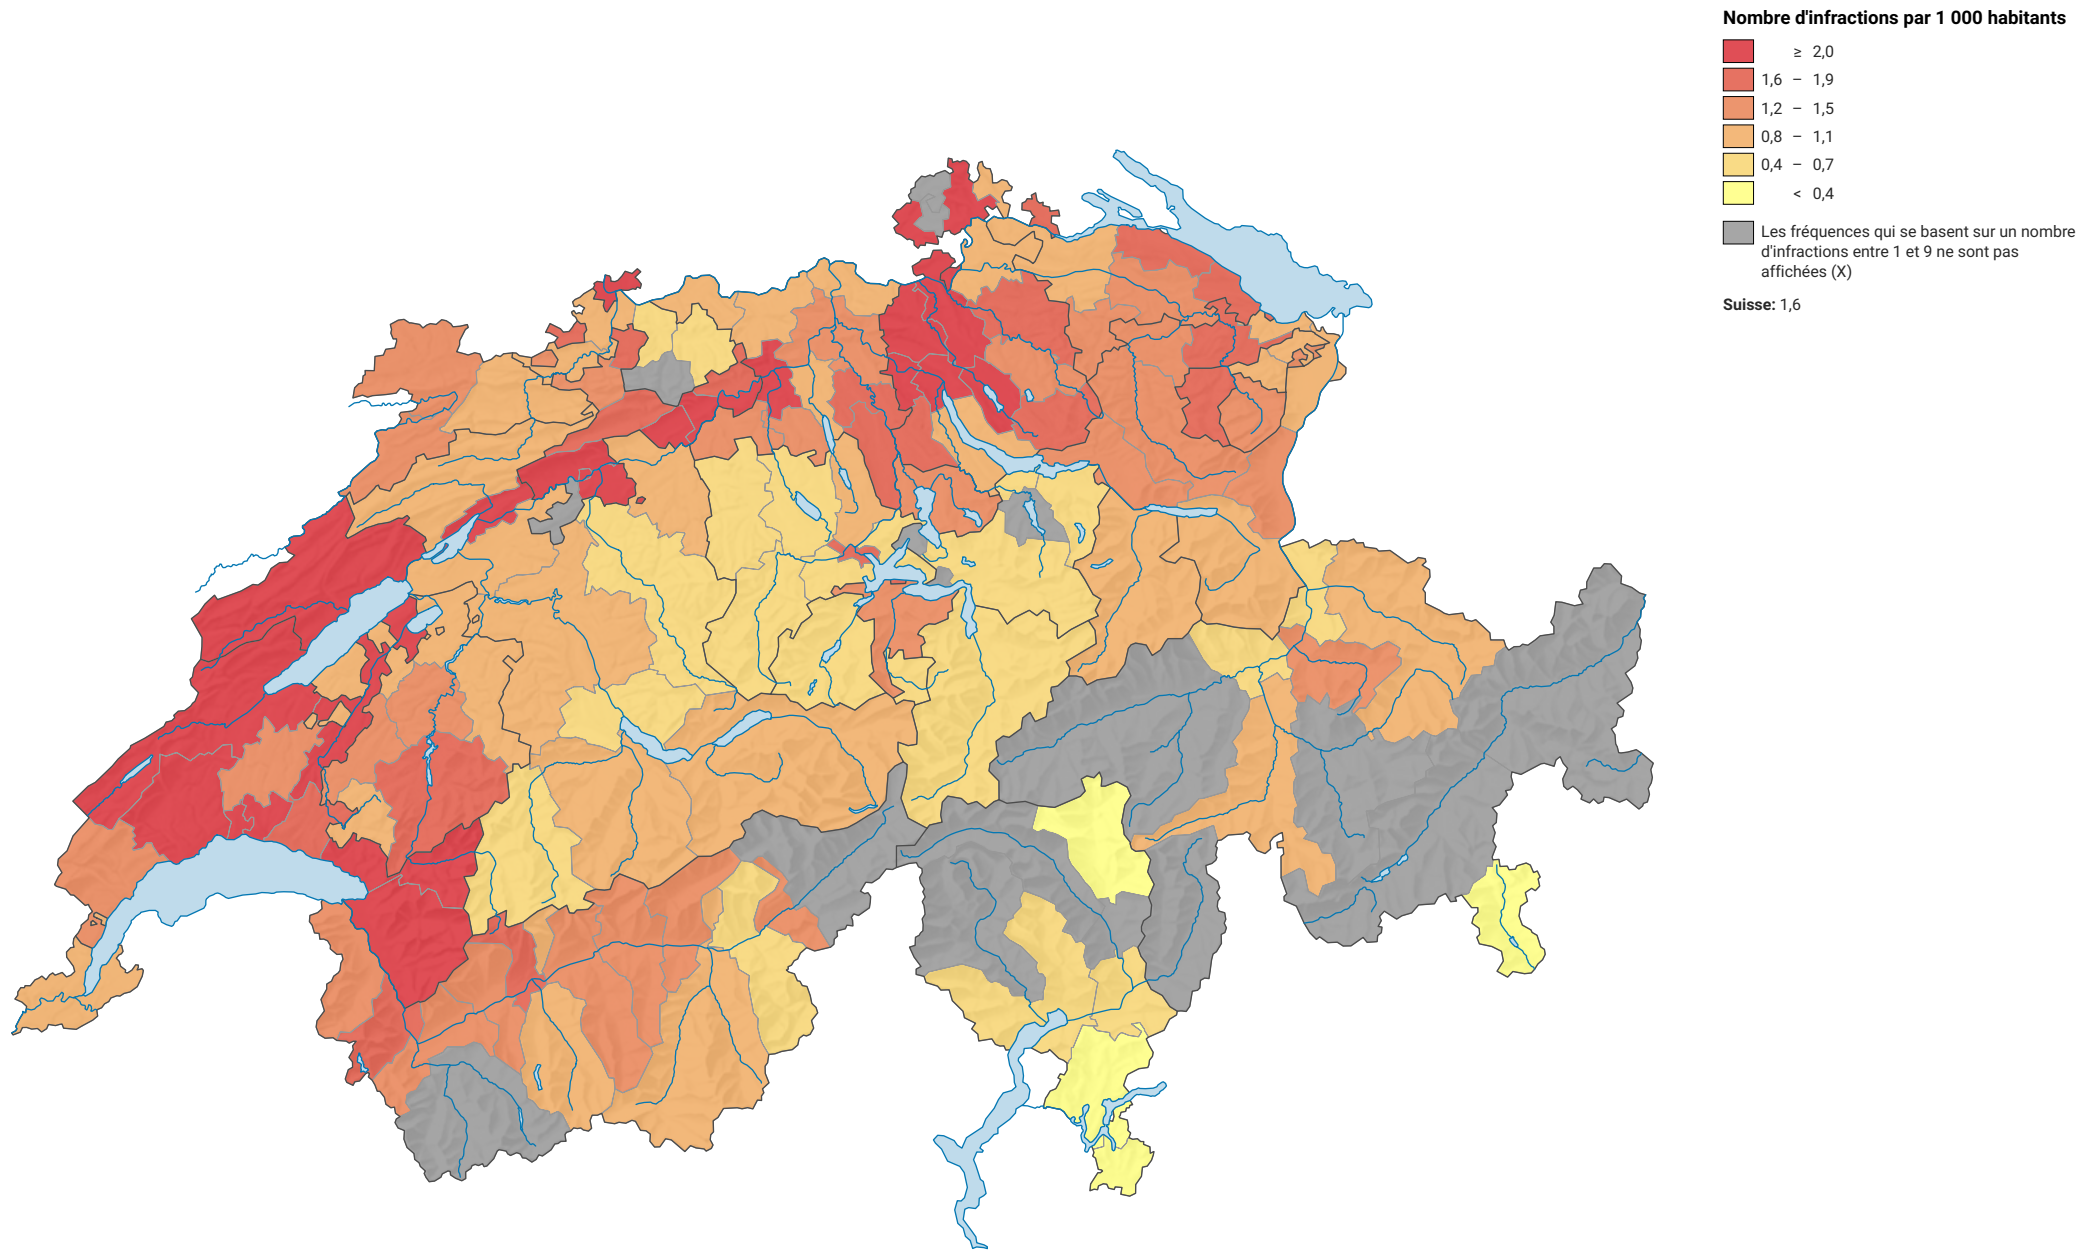 Nombre d'infractions par 1 000 habitants
≥ 2,0
1,6 – 1,9
1,2 – 1,5
0,8 – 1,1
0,4 – 0,7
< 0,4
Les fréquences qui se basent sur un nombre
d'infractions entre 1 et 9 ne sont pas
affichées (X)
Suisse: 1,6